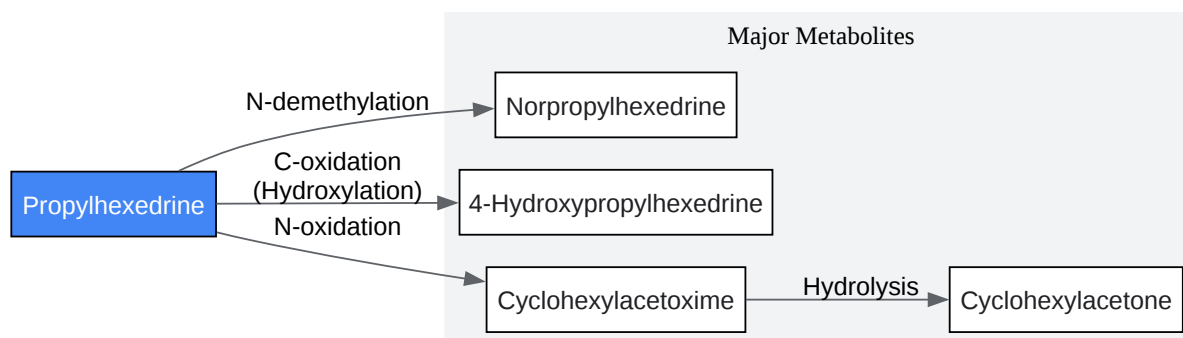 Major Metabolites
N-demethylation
Norpropylhexedrine
C-oxidation
(Hydroxylation)
Propylhexedrine
4-Hydroxypropylhexedrine
N-oxidation
Cyclohexylacetoxime
Hydrolysis
Cyclohexylacetone